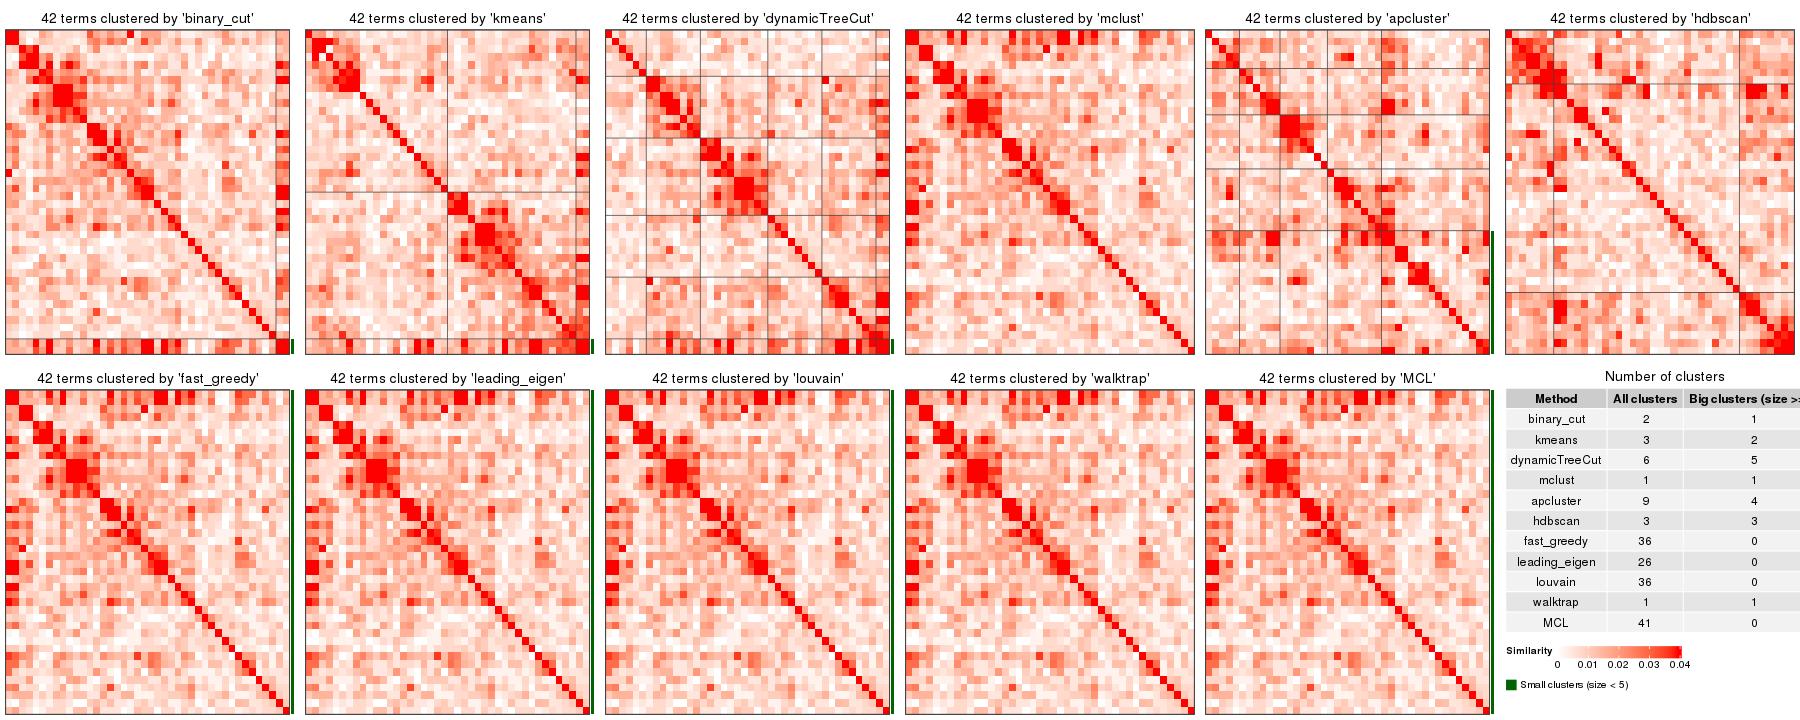 42 terms clustered by 'binary_cut'
42 terms clustered by 'kmeans'
42 terms clustered by 'dynamicTreeCut'
42 terms clustered by 'mclust'
42 terms clustered by 'apcluster'
42 terms clustered by 'hdbscan'
42 terms clustered by 'fast_greedy'
42 terms clustered by 'leading_eigen'
42 terms clustered by 'louvain'
42 terms clustered by 'walktrap'
42 terms clustered by 'MCL'
Number of clusters
Method All clusters Big clusters (size >
binary_cut 2 1
kmeans 3 2
dynamicTreeCut 6 5
mclust 1 1
apcluster 9 4
hdbscan 3 3
fast_greedy 36 0
leading_eigen 26 0
louvain 36 0
walktrap 1 1
MCL 41 0
Similarity
0 0.01 0.02 0.03 0.04
Small clusters (size < 5)